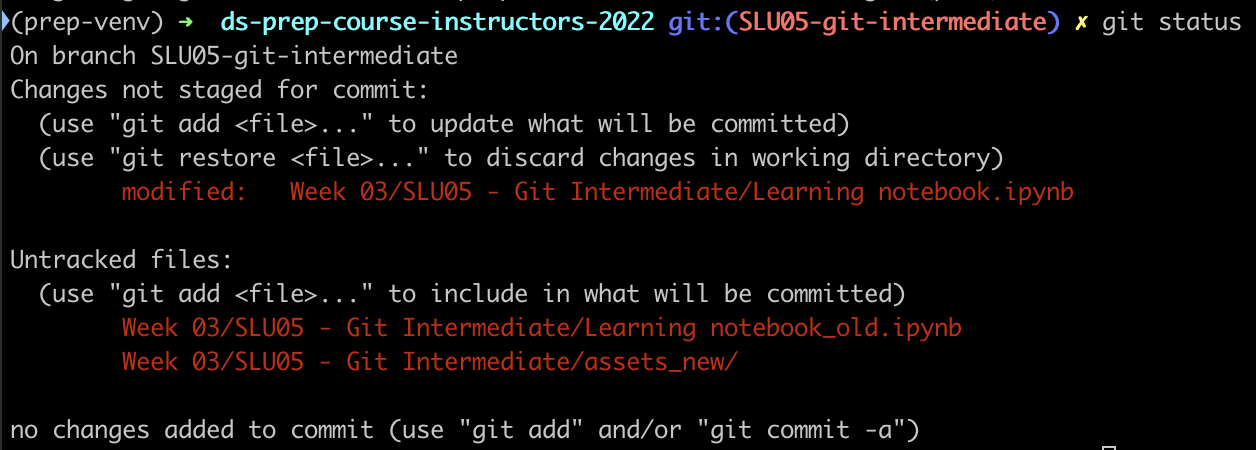 (prep-venv) ➜  ds-prep-course-instructors-2022 git:(SLU05-git-intermediate) ✗ git status
On branch SLU05-git-intermediate
Changes not staged for commit:
  (use "git add <file>..." to update what will be committed)
  (use "git restore <file>..." to discard changes in working directory)
        modified:   Week 03/SLU05 - Git Intermediate/Learning notebook.ipynb

Untracked files:
  (use "git add <file>..." to include in what will be committed)
        Week 03/SLU05 - Git Intermediate/Learning notebook_old.ipynb
        Week 03/SLU05 - Git Intermediate/assets_new/

no changes added to commit (use "git add" and/or "git commit -a")